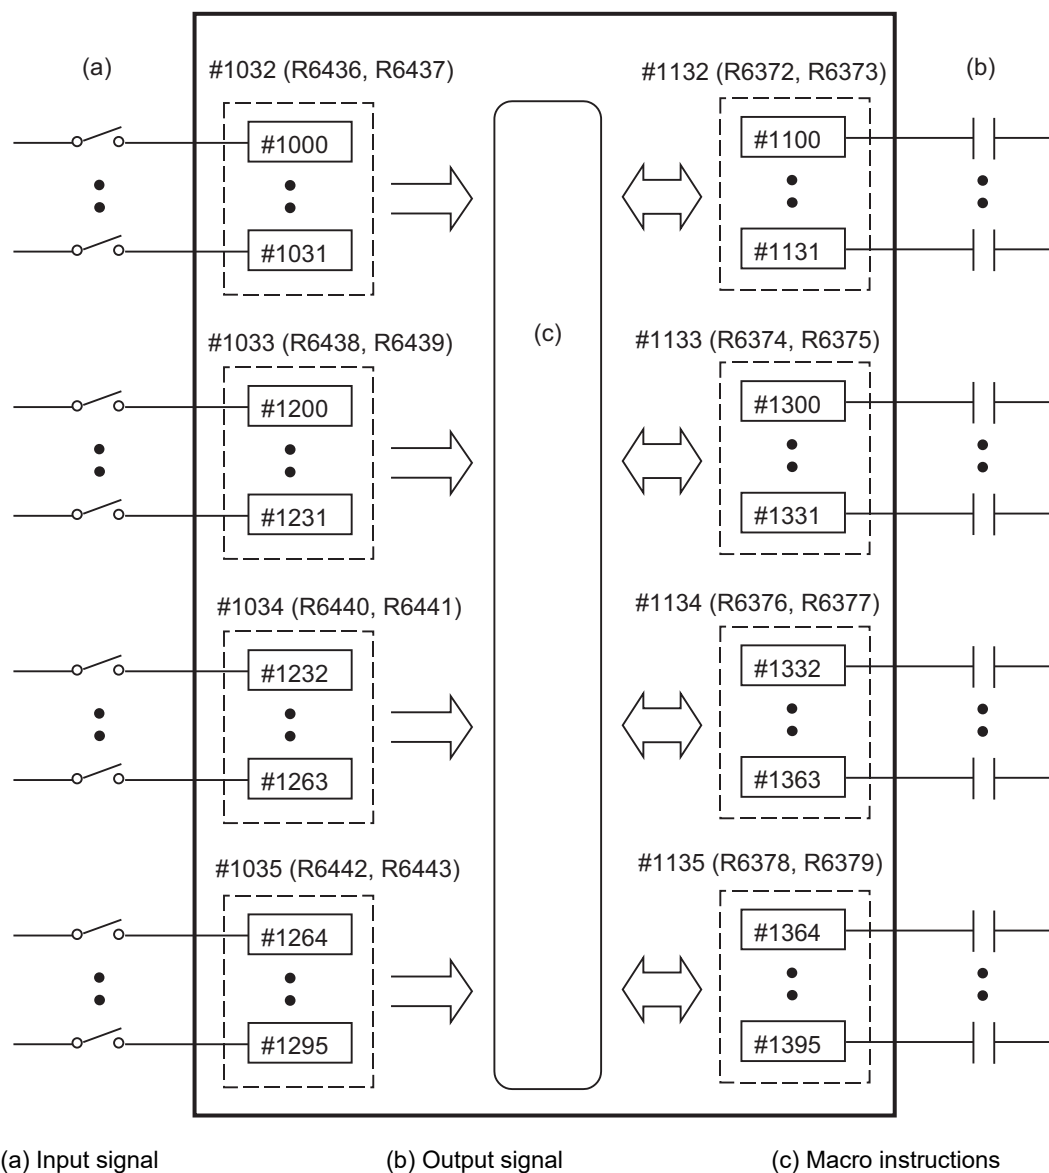 (a)
#1032 (R6436, R6437)
#1132 (R6372, R6373)
(b)
#1000
#1100
#1031
#1131
(c)
#1033 (R6438, R6439)
#1133 (R6374, R6375)
#1200
#1300
#1231
#1331
#1034 (R6440, R6441)
#1134 (R6376, R6377)
#1232
#1332
#1263
#1363
#1035 (R6442, R6443)
#1135 (R6378, R6379)
#1264
#1364
#1295
#1395
(a) Input signal
(b) Output signal
(c) Macro instructions